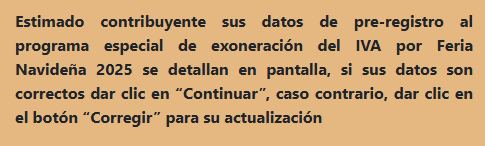 Estimado contribuyente sus datos de pre-registro al
programa especial de exoneración del IVA por Feria
Navideña 2025 se detallan en pantalla, si sus datos son
correctos dar clic en “Continuar”, caso contrario, dar clic en
el botón “Corregir” para su actualización